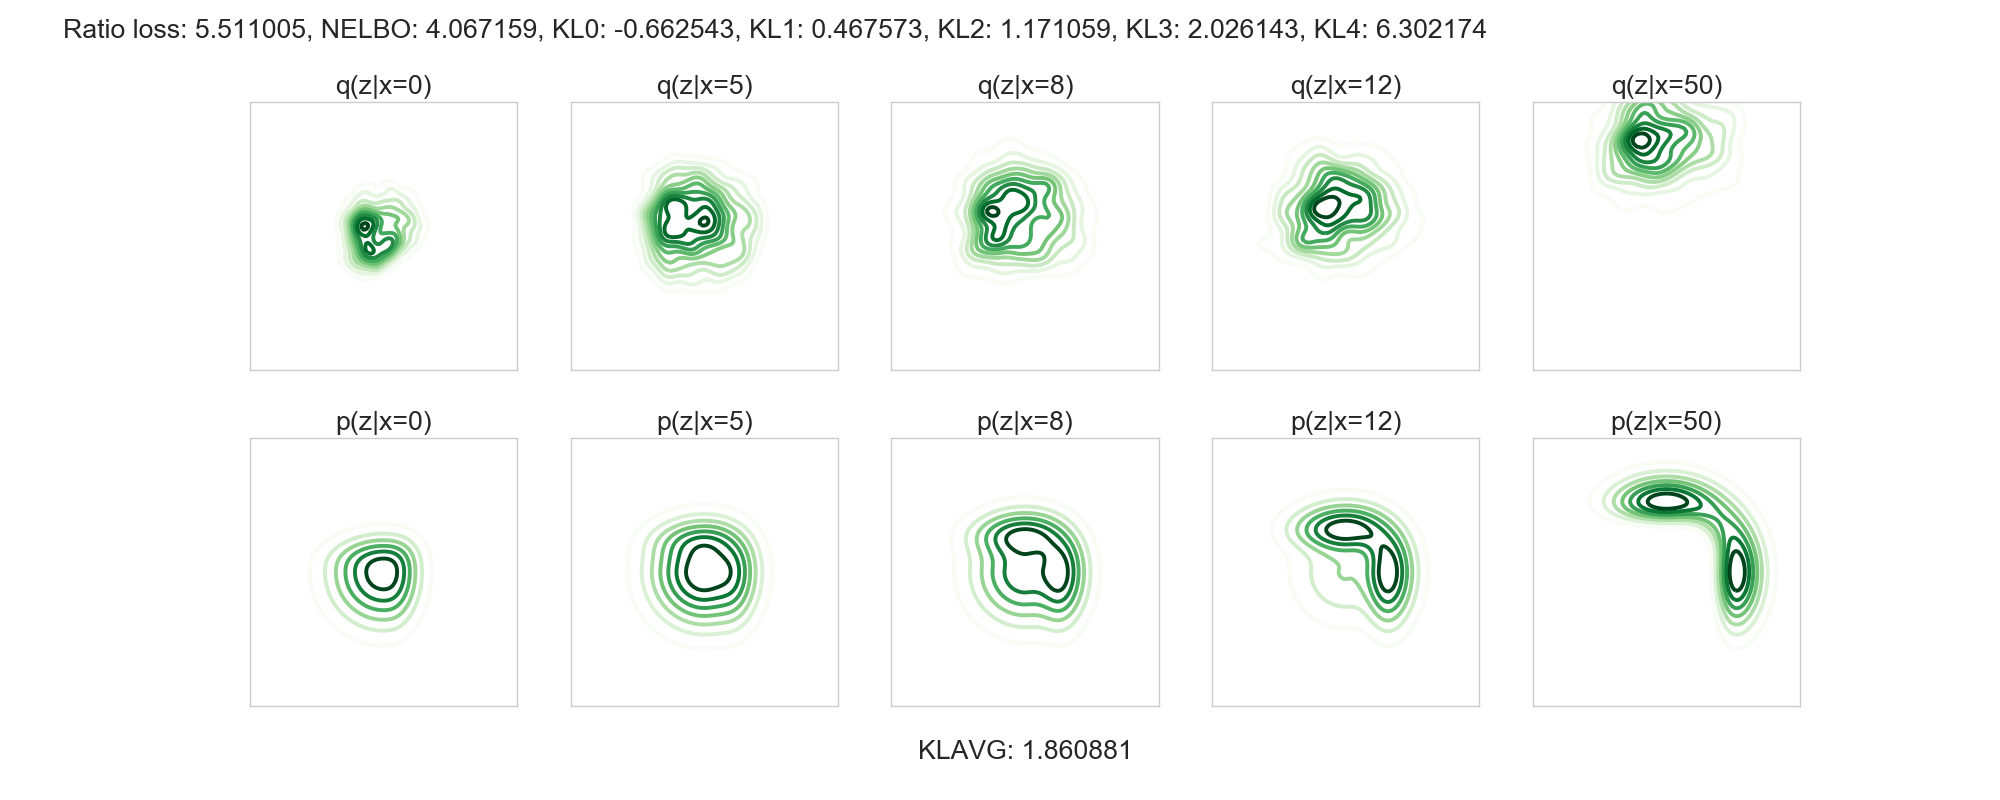 Ratio loss: 5.511005, NELBO: 4.067159, KL0: -0.662543, KL1: 0.467573, KL2: 1.171059, KL3: 2.026143, KL4: 6.302174
q(z|x=0) q(z|x=5) q(z|x=8) q(z|x=12) q(z|x=50)
p(z|x=0) p(z|x=5) p(z|x=8) p(z|x=12) p(z|x=50)
KLAVG: 1.860881